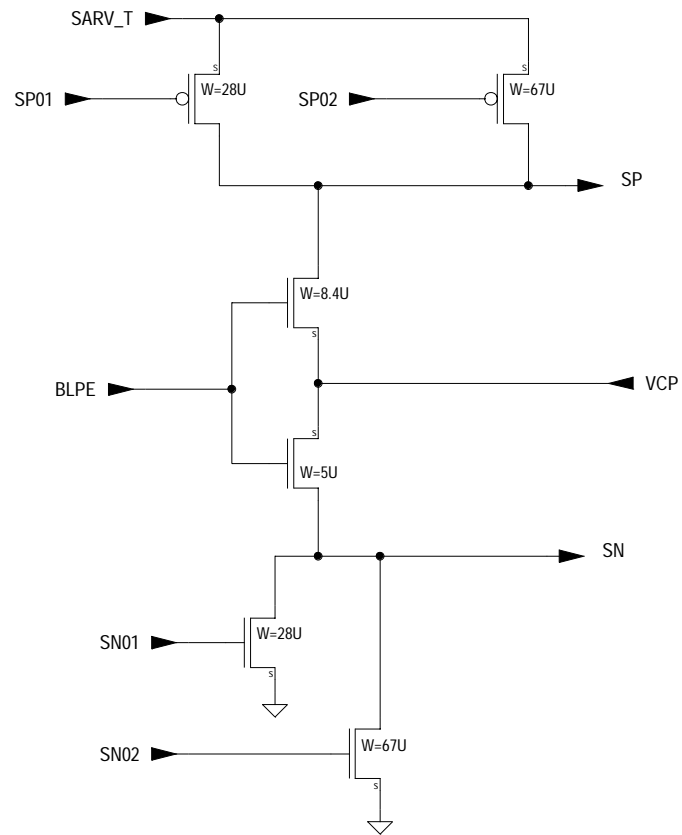 SARV_T
s
s
W=28U
W=67U
SP01
SP02
SP
W=8.4U
s
BLPE
VCP
s
W=5U
SN
W=28U
SN01
s
W=67U
SN02
s